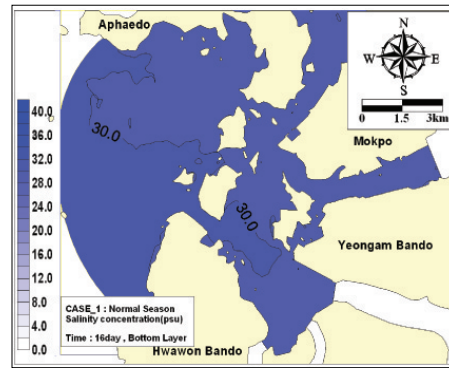 Aphaedo
N
W E
S
0 1.5 3km
30.0
Mokpo
40.0
36.0
32.0
28.0
24.0
20.0
16.0
12.0
8.0
4.0
0.0
30.0
Yeongam Bando
CASE_1 : Normal Season
Salinity concentration(psu)
Time : 16day , Bottom Layer
Hwawon Bando